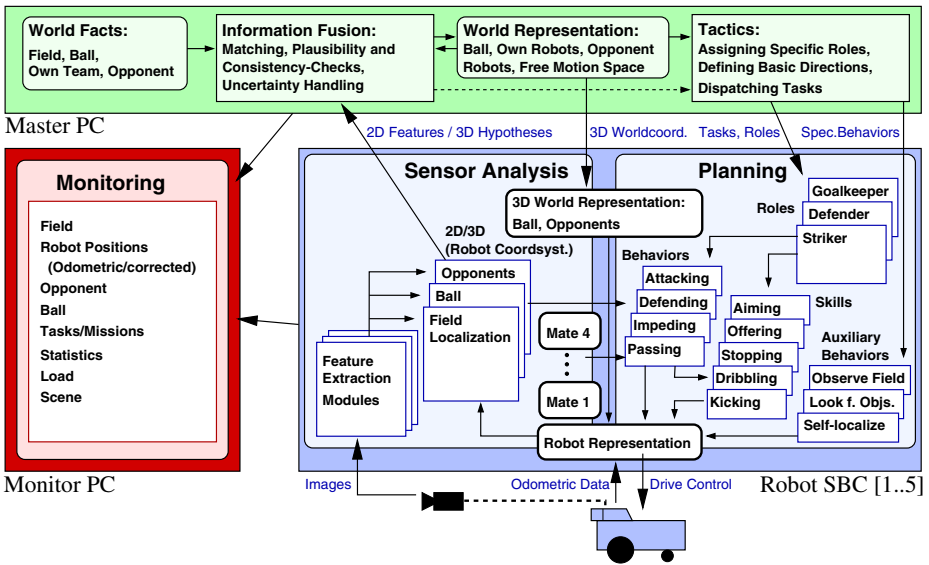 World Facts:
Field, Ball,
Own Team, Opponent
Information Fusion:
Matching, Plausibility and
Consistency-Checks,
Uncertainty Handling
World Representation:
Ball, Own Robots, Opponent
Robots, Free Motion Space
Tactics:
Assigning Specific Roles,
Defining Basic Directions,
Dispatching Tasks
Master PC
2D Features / 3D Hypotheses
3D Worldcoord.
Tasks, Roles
Spec.Behaviors
Monitoring
Field
Robot Positions
(Odometric/corrected)
Opponent
Ball
Tasks/Missions
Statistics
Load
Scene
Monitor PC
Sensor Analysis
3D World Representation:
Ball, Opponents
2D/3D
(Robot Coordsyst.)
Opponents
Ball
Field
Localization
Feature
Extraction
Modules
Mate 4
Mate 1
Robot Representation
Planning
Roles
Goalkeeper
Defender
Striker
Behaviors
Attacking
Defending
Impeding
Passing
Skills
Aiming
Offering
Stopping
Dribbling
Kicking
Auxiliary
Behaviors
Observe Field
Look f. Objs.
Self-localize
Images
Odometric Data
Drive Control
Robot SBC [1..5]